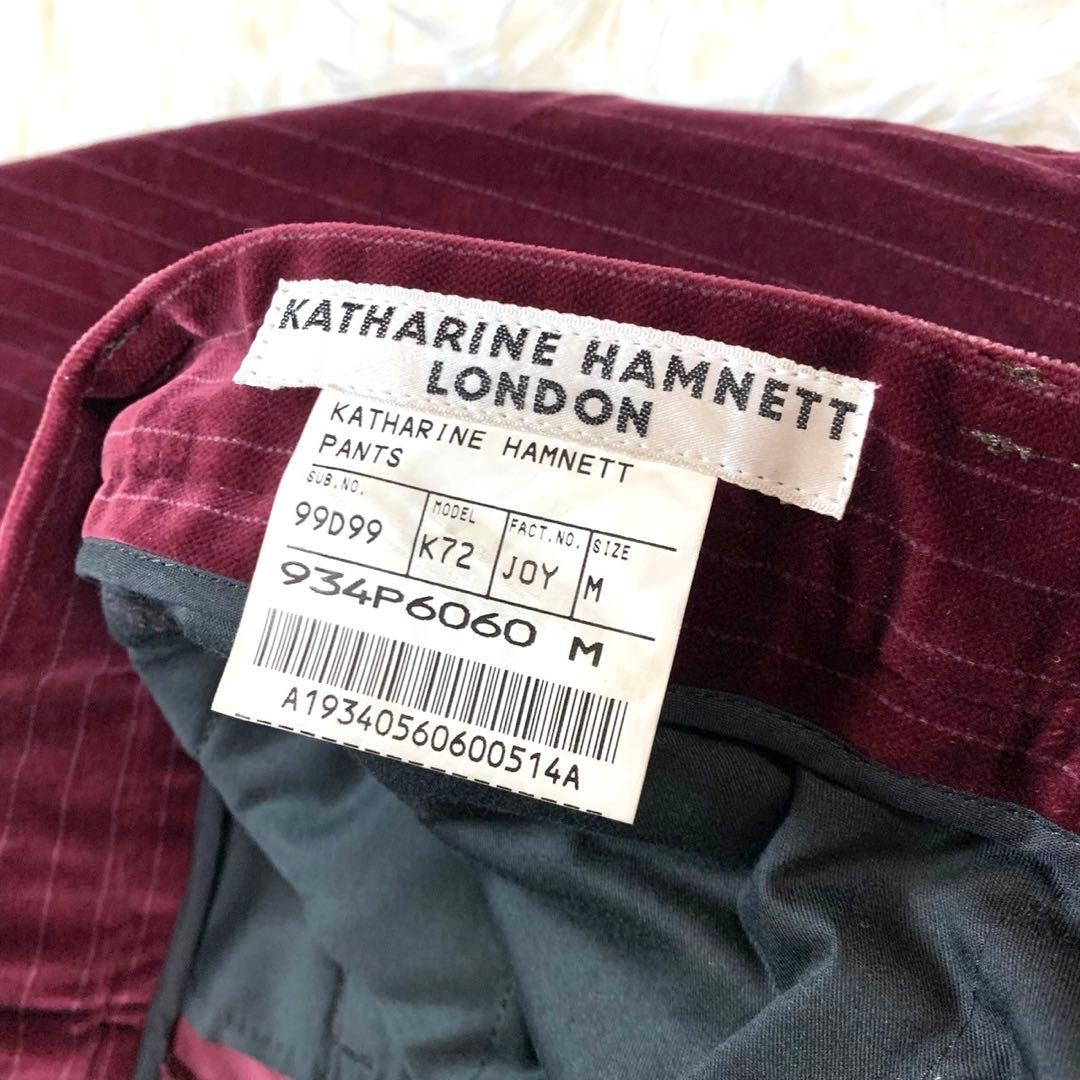 KATHARINE HAMNETT
LONDON
KATHARINE HAMNETT
PANTS
SUB.NO. MODEL FACT.NO. SIZE
99D99 K72 JOY M
934P6060 M
A19340560600514A